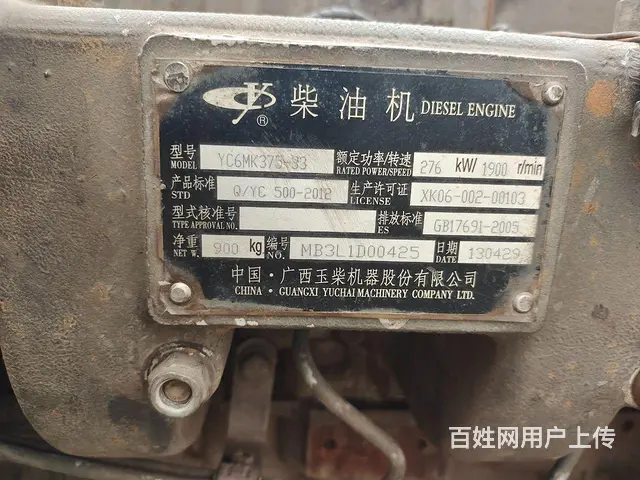 柴油机 DIESEL ENGINE
®
型号 MODEL YC6MK375-33 额定功率/转速 RATED POWER/SPEED 276 kW/ 1900 r/min
产品标准 STD Q/YC 500-2012 生产许可证 LICENSE XK06-002-00103
型式核准号 TYPE APPROVAL NO. 排放标准 ES GB17691-2005
净重 NET W. 900 kg 编号 NO. MB3L1D00425 日期 DATE 130429
中国·广西玉柴机器股份有限公司
CHINA · GUANGXI YUCHAI MACHINERY COMPANY LTD.
百姓网用户上传